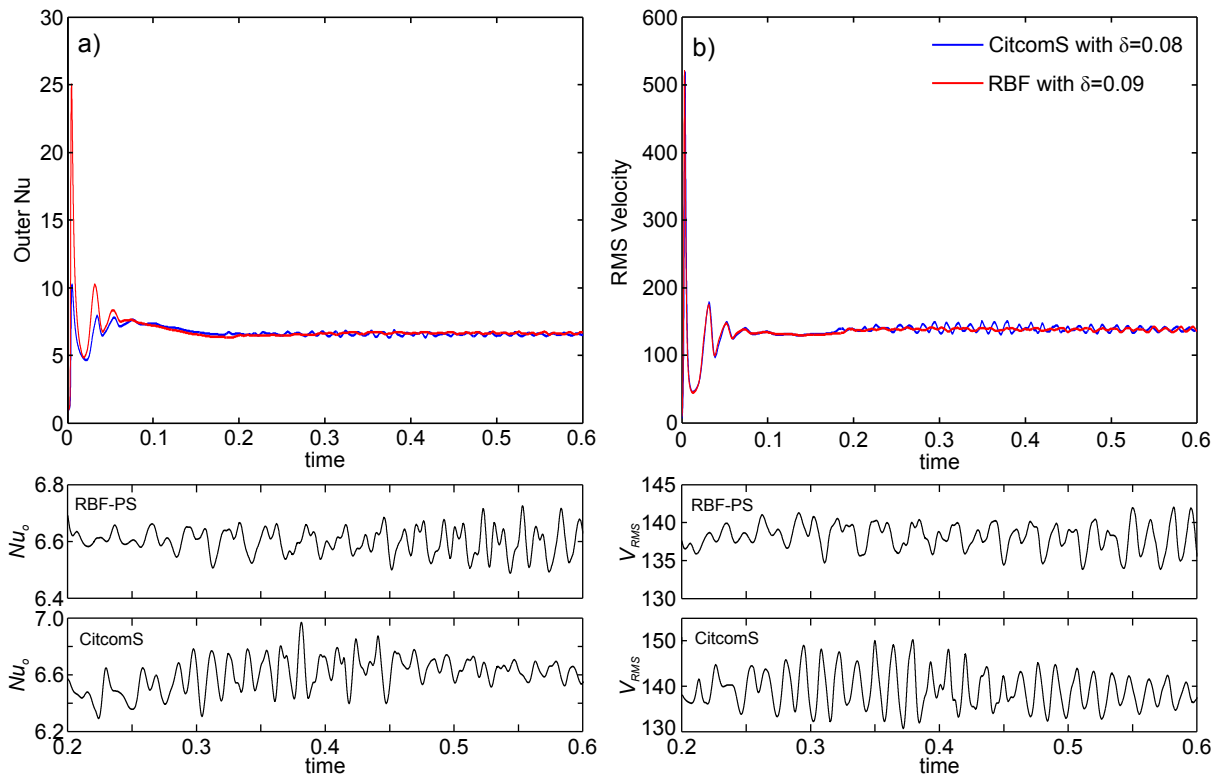 a)
30
25
20
15
10
5
0
Outer Nu
0 0.1 0.2 0.3 0.4 0.5 0.6
time
b)
CitcomS with δ=0.08
RBF with δ=0.09
600
500
400
300
200
100
0
RMS Velocity
0 0.1 0.2 0.3 0.4 0.5 0.6
time
RBF-PS
6.8
6.6
6.4
Nuo
CitcomS
7.0
6.6
6.2
Nuo
0.2 0.3 0.4 0.5 0.6
time
RBF-PS
145
140
135
130
VRMS
CitcomS
150
140
130
VRMS
0.2 0.3 0.4 0.5 0.6
time